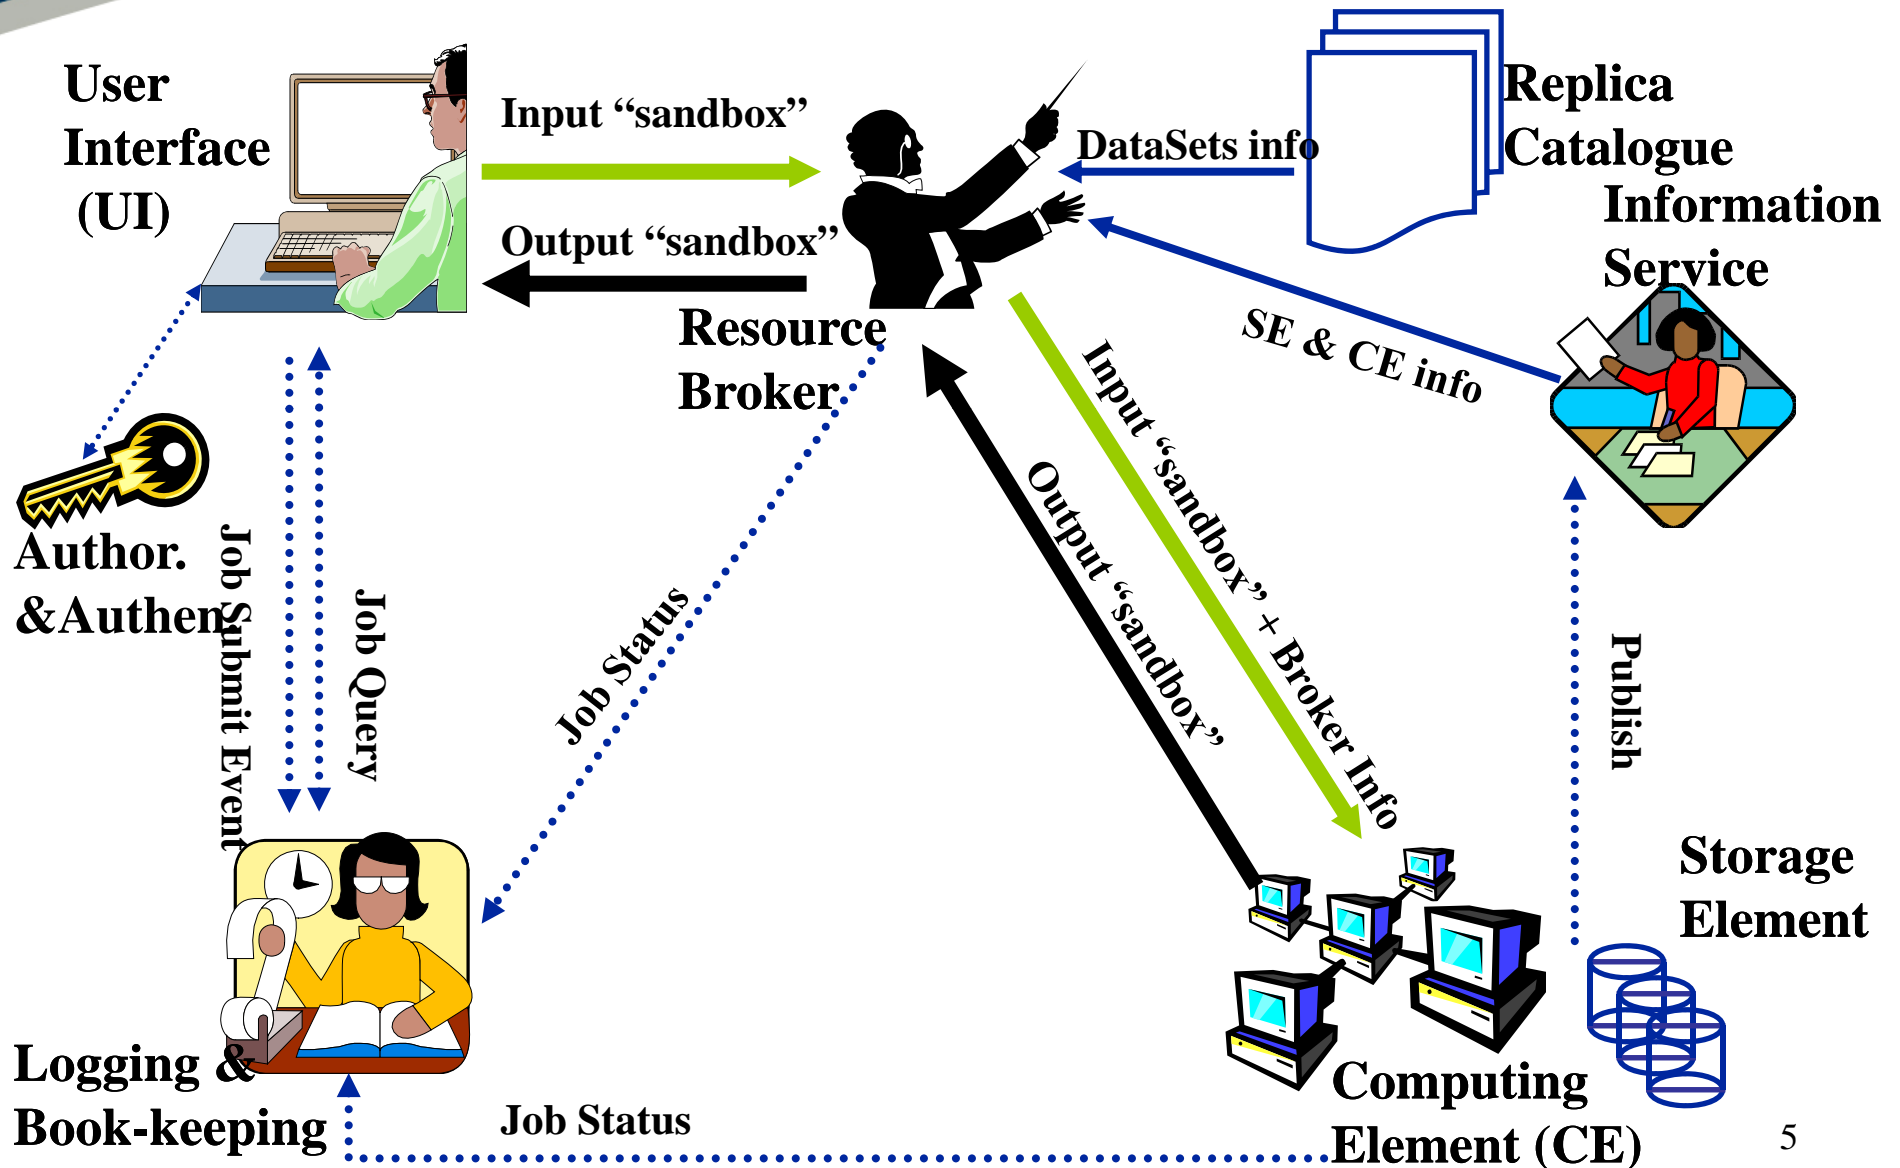 User
Interface
(UI)
Input “sandbox”
Output “sandbox”
Resource
Broker
DataSets info
Replica
Catalogue
Information
Service
SE & CE info
Author.
&Authen.
Job Submit Event
Job Query
Job Status
Input “sandbox” + Broker Info
Output “sandbox”
Publish
Storage
Element
Logging &
Book-keeping
Job Status
Computing
Element (CE)
5